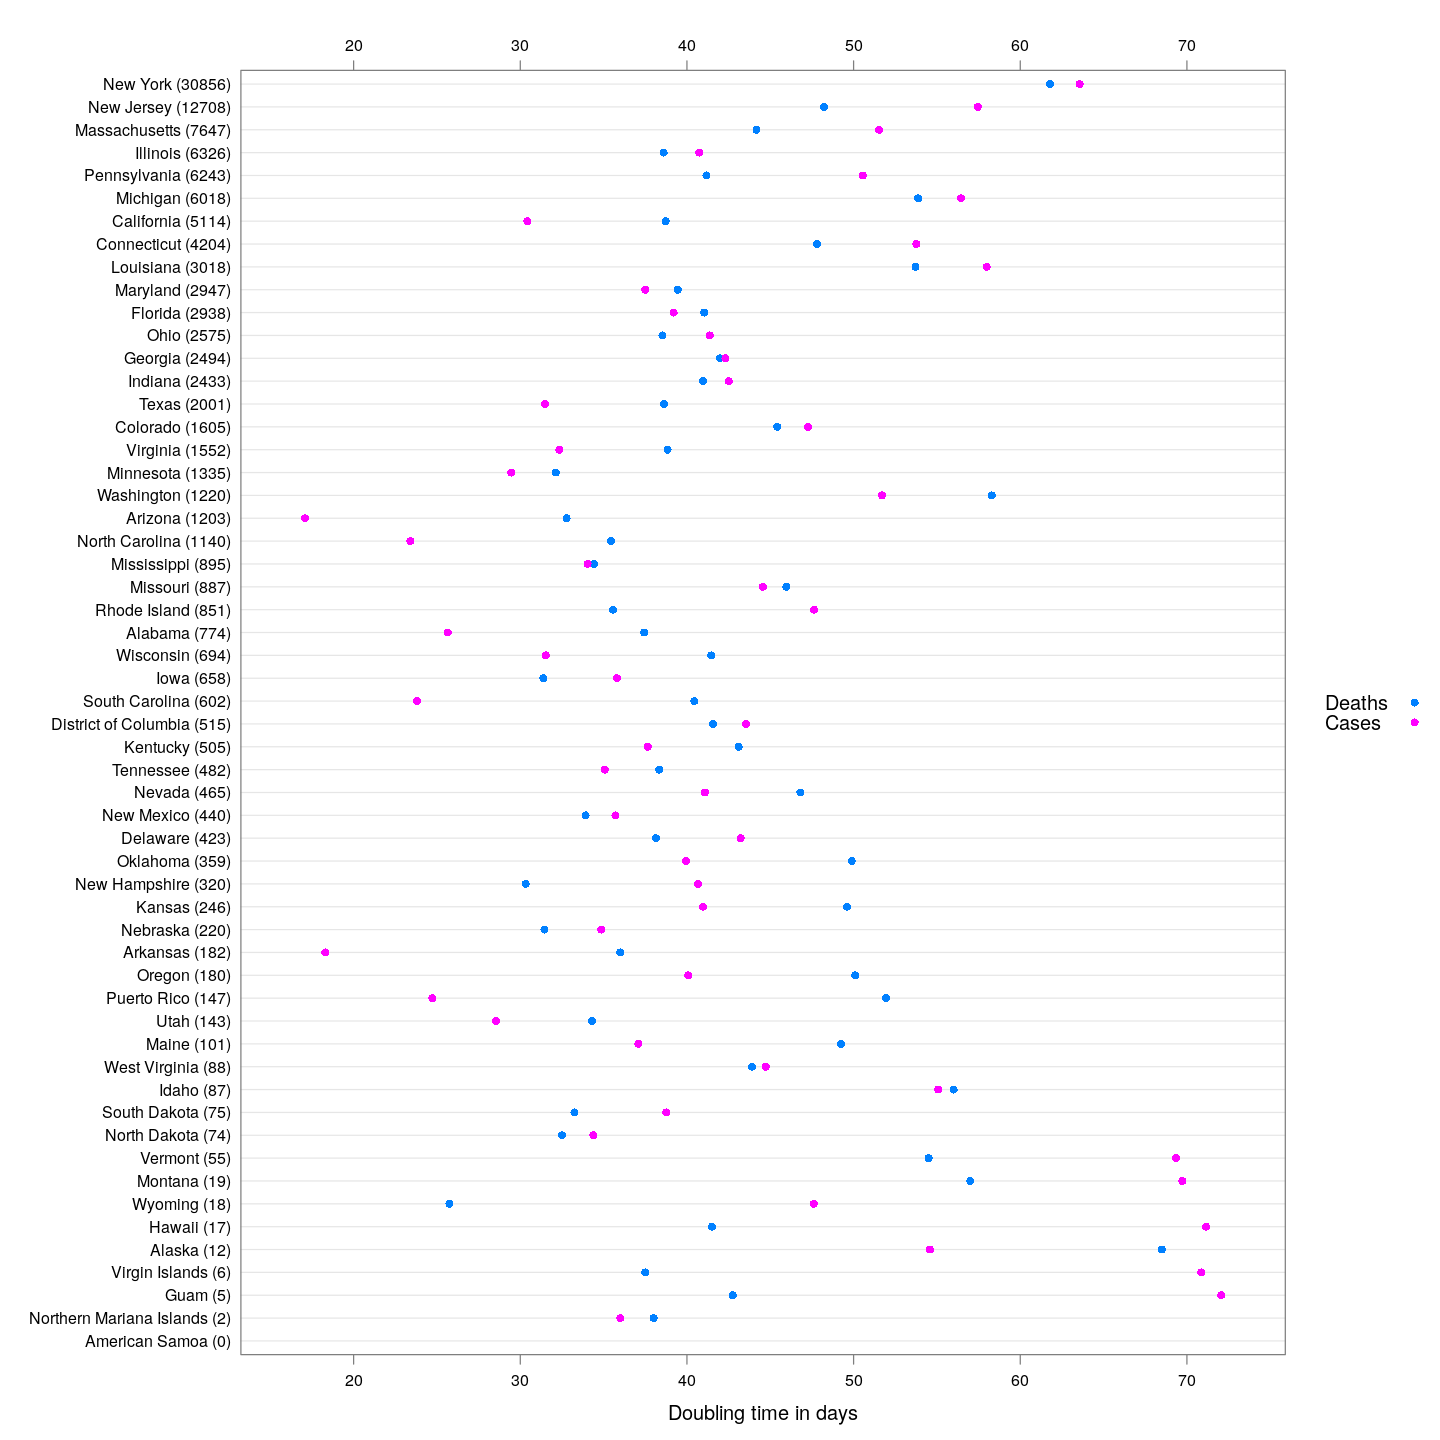 20 30 40 50 60 70
New York (30856)
New Jersey (12708)
Massachusetts (7647)
Illinois (6326)
Pennsylvania (6243)
Michigan (6018)
California (5114)
Connecticut (4204)
Louisiana (3018)
Maryland (2947)
Florida (2938)
Ohio (2575)
Georgia (2494)
Indiana (2433)
Texas (2001)
Colorado (1605)
Virginia (1552)
Minnesota (1335)
Washington (1220)
Arizona (1203)
North Carolina (1140)
Mississippi (895)
Missouri (887)
Rhode Island (851)
Alabama (774)
Wisconsin (694)
Iowa (658)
South Carolina (602)
District of Columbia (515)
Kentucky (505)
Tennessee (482)
Nevada (465)
New Mexico (440)
Delaware (423)
Oklahoma (359)
New Hampshire (320)
Kansas (246)
Nebraska (220)
Arkansas (182)
Oregon (180)
Puerto Rico (147)
Utah (143)
Maine (101)
West Virginia (88)
Idaho (87)
South Dakota (75)
North Dakota (74)
Vermont (55)
Montana (19)
Wyoming (18)
Hawaii (17)
Alaska (12)
Virgin Islands (6)
Guam (5)
Northern Mariana Islands (2)
American Samoa (0)
20 30 40 50 60 70
Doubling time in days
Deaths
Cases